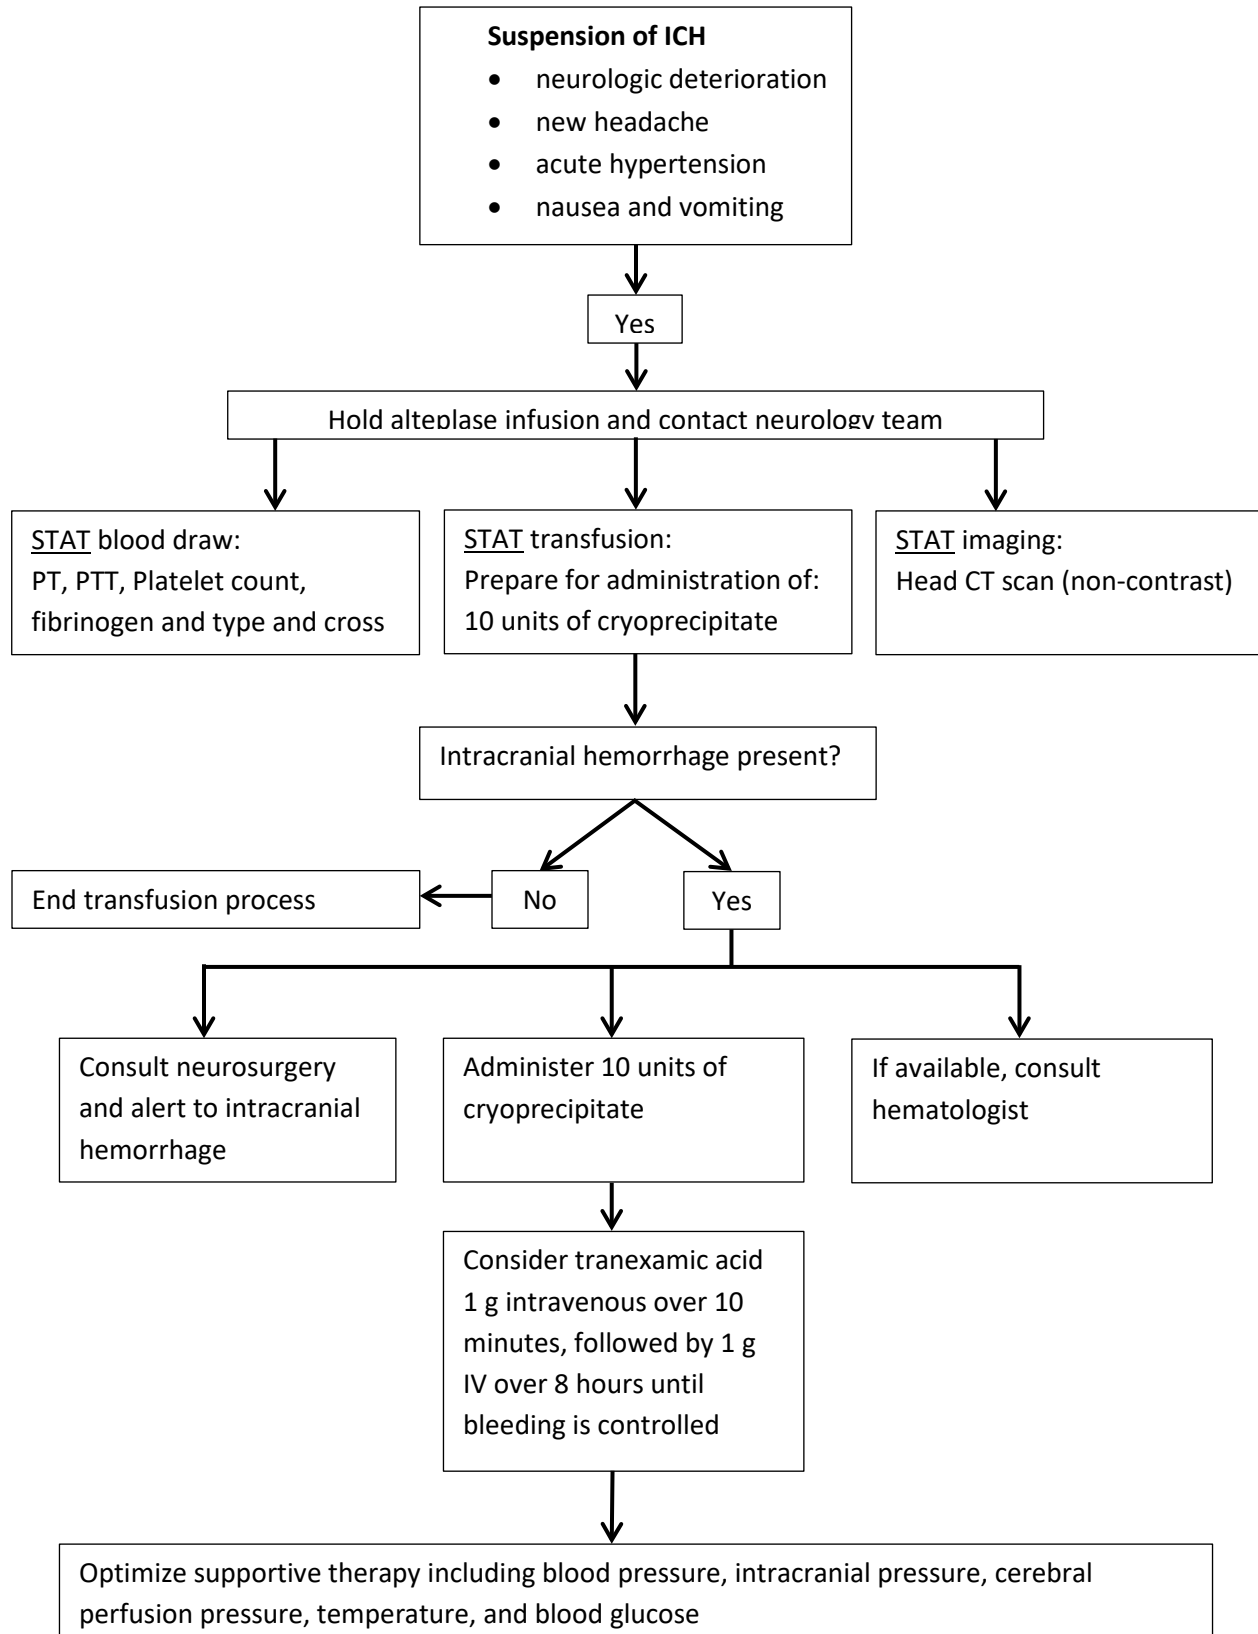 Suspension of ICH
• neurologic deterioration
• new headache
• acute hypertension
• nausea and vomiting
Yes
Hold alteplase infusion and contact neurology team
STAT blood draw:
PT, PTT, Platelet count,
fibrinogen and type and cross
STAT transfusion:
Prepare for administration of:
10 units of cryoprecipitate
STAT imaging:
Head CT scan (non-contrast)
Intracranial hemorrhage present?
End transfusion process
No
Yes
Consult neurosurgery
and alert to intracranial
hemorrhage
Administer 10 units of
cryoprecipitate
If available, consult
hematologist
Consider tranexamic acid
1 g intravenous over 10
minutes, followed by 1 g
IV over 8 hours until
bleeding is controlled
Optimize supportive therapy including blood pressure, intracranial pressure, cerebral
perfusion pressure, temperature, and blood glucose